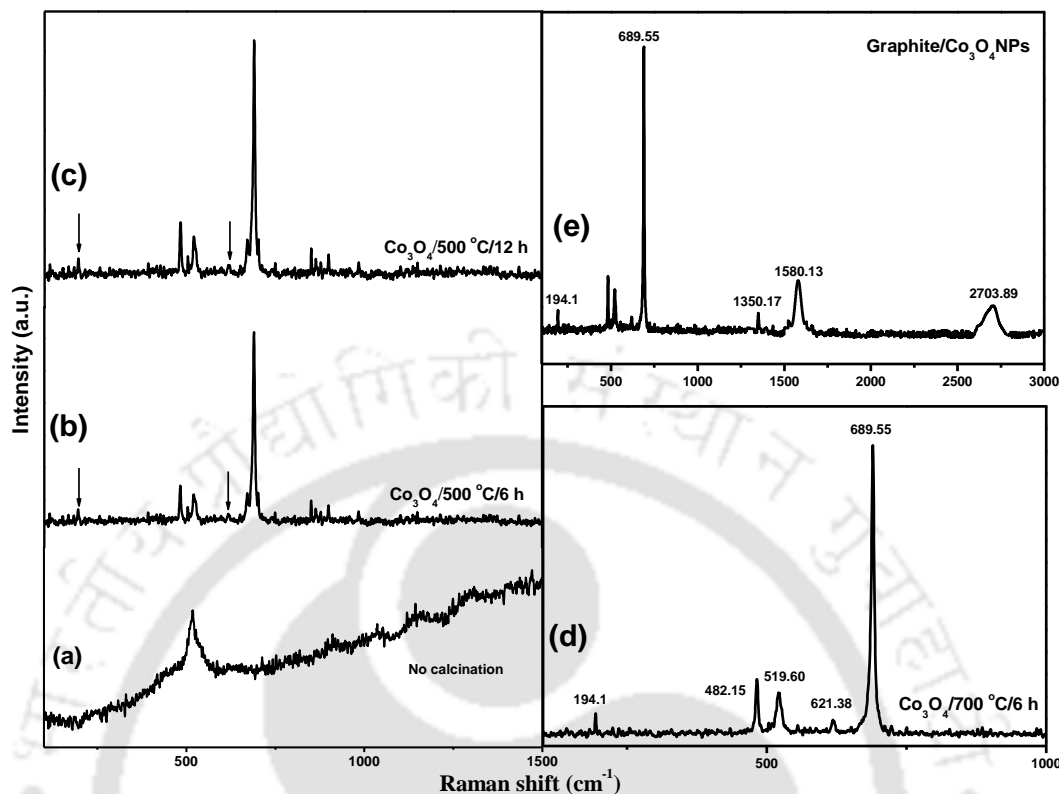 Intensity (a.u.)
Raman shift (cm⁻¹)
(c)
Co₃O₄/500 °C/12 h
(b)
Co₃O₄/500 °C/6 h
(a)
No calcination
500 1000 1500
689.55
Graphite/Co₃O₄NPs
(e)
194.1
1350.17
1580.13
2703.89
500 1000 1500 2000 2500 3000
689.55
(d)
194.1
482.15
519.60
621.38
Co₃O₄/700 °C/6 h
500 1000
भारतीय प्रौद्योगिकी संस्थान